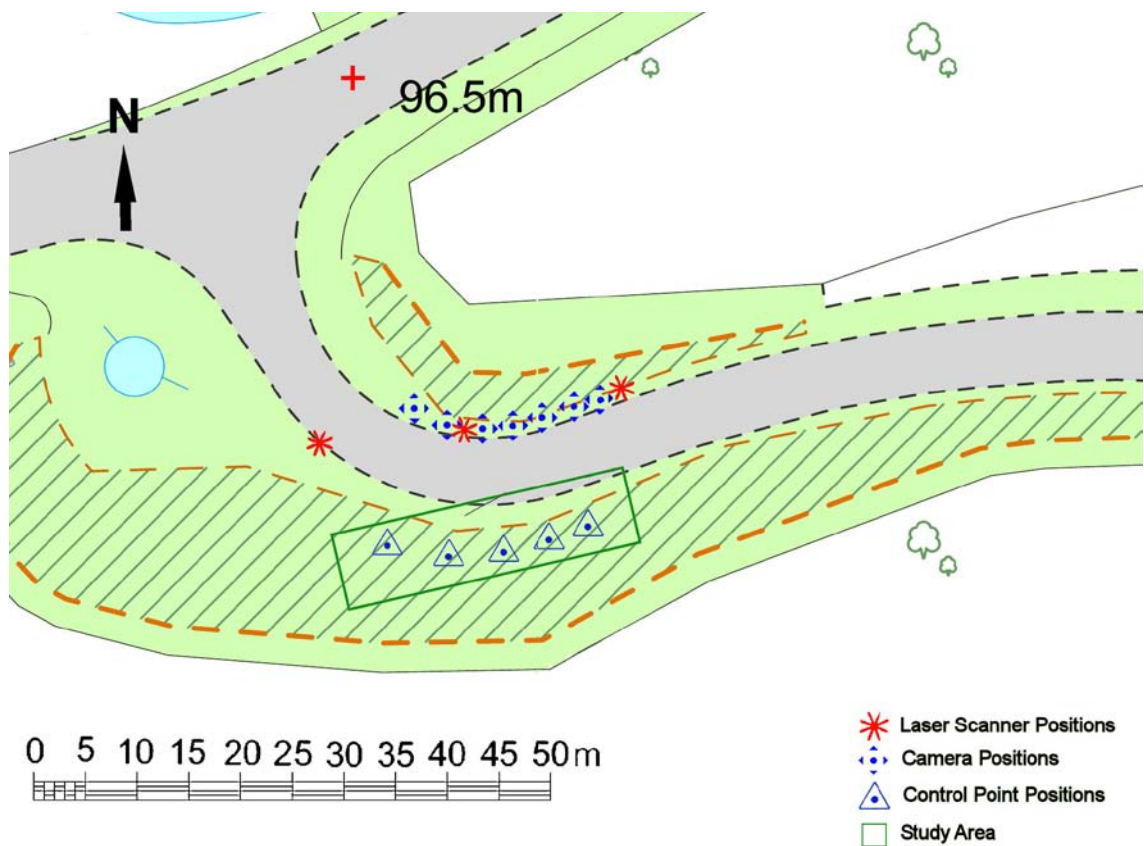 96.5m
N
0 5 10 15 20 25 30 35 40 45 50 m
Laser Scanner Positions
Camera Positions
Control Point Positions
Study Area